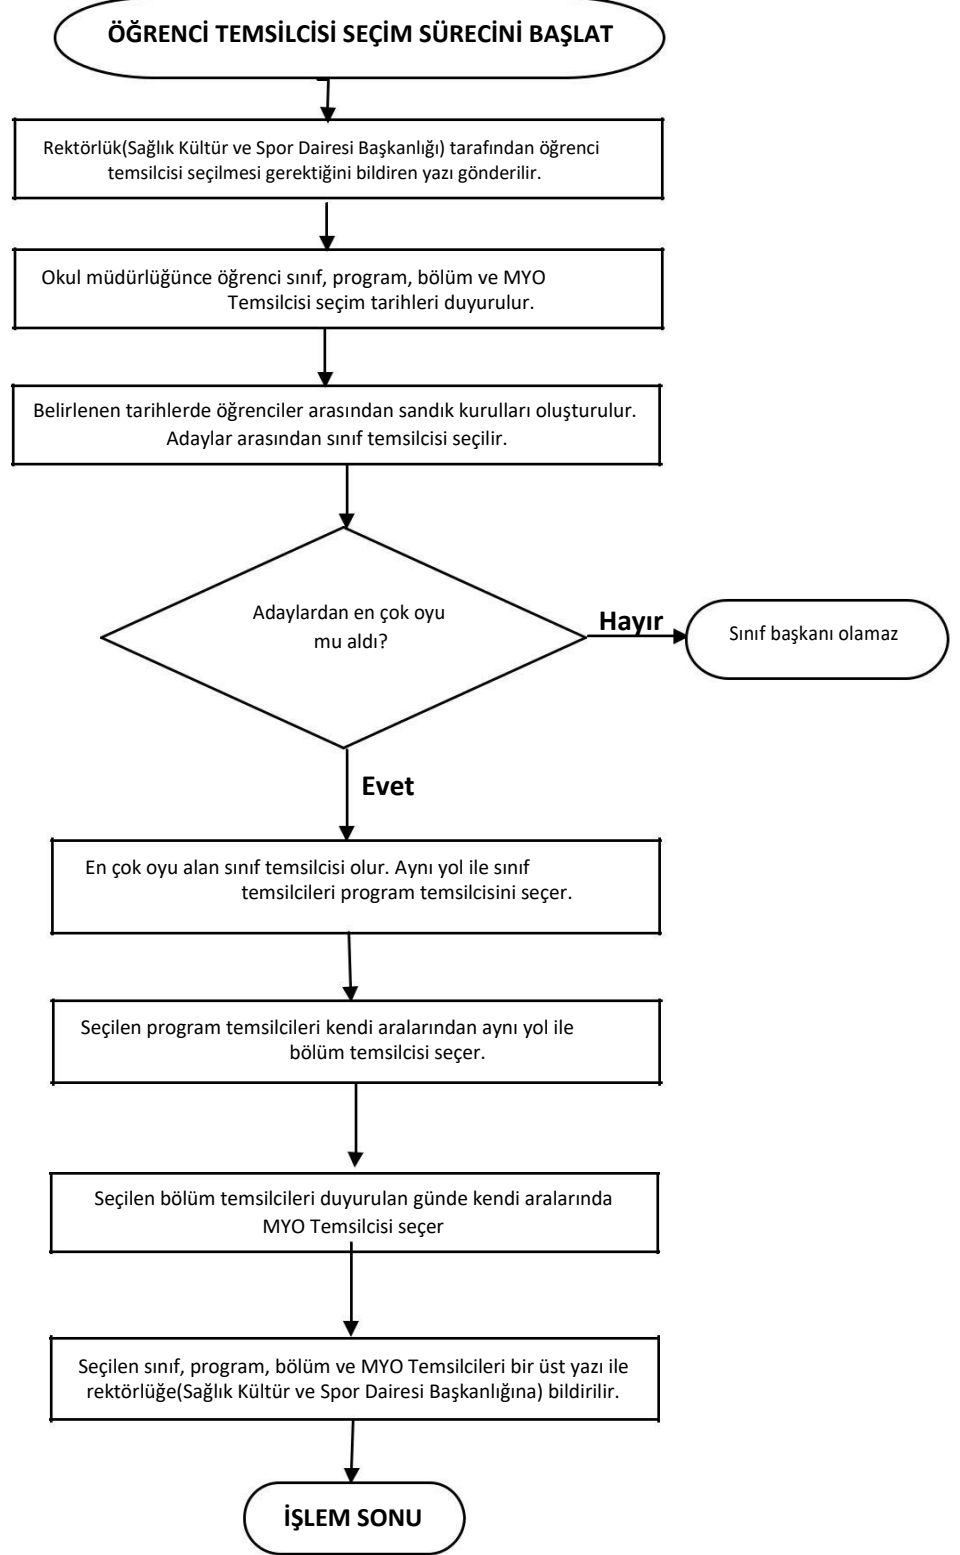 ÖĞRENCİ TEMSİLCİSİ SEÇİM SÜRECİNİ BAŞLAT
Rektörlük(Sağlık Kültür ve Spor Dairesi Başkanlığı) tarafından öğrenci
temsilcisi seçilmesi gerektiğini bildiren yazı gönderilir.
Okul müdürlüğünce öğrenci sınıf, program, bölüm ve MYO
Temsilcisi seçim tarihleri duyurulur.
Belirlenen tarihlerde öğrenciler arasından sandık kurulları oluşturulur.
Adaylar arasından sınıf temsilcisi seçilir.
Adaylardan en çok oyu
mu aldı?
Hayır
Sınıf başkanı olamaz
Evet
En çok oyu alan sınıf temsilcisi olur. Aynı yol ile sınıf
temsilcileri program temsilcisini seçer.
Seçilen program temsilcileri kendi aralarından aynı yol ile
bölüm temsilcisi seçer.
Seçilen bölüm temsilcileri duyurulan günde kendi aralarında
MYO Temsilcisi seçer
Seçilen sınıf, program, bölüm ve MYO Temsilcileri bir üst yazı ile
rektörlüğe(Sağlık Kültür ve Spor Dairesi Başkanlığına) bildirilir.
İŞLEM SONU